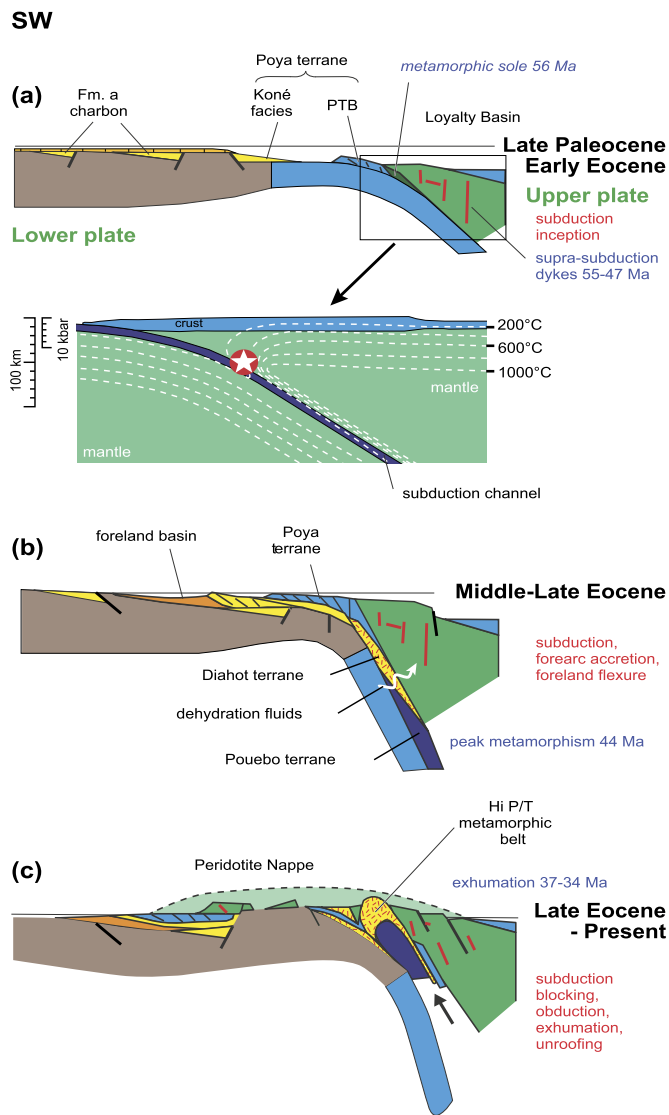 SW
(a)
Poya terrane
metamorphic sole 56 Ma
Fm. a
charbon
Koné
facies
PTB
Loyalty Basin
Late Paleocene
Early Eocene
Upper plate
Lower plate
subduction
inception
supra-subduction
dykes 55-47 Ma
100 km
10 kbar
crust
200°C
600°C
1000°C
mantle
mantle
subduction channel
(b)
foreland basin
Poya
terrane
Middle-Late Eocene
subduction,
forearc accretion,
foreland flexure
Diahot terrane
dehydration fluids
Pouebo terrane
peak metamorphism 44 Ma
(c)
Hi P/T
metamorphic
belt
Peridotite Nappe
exhumation 37-34 Ma
Late Eocene
- Present
subduction
blocking,
obduction,
exhumation,
unroofing